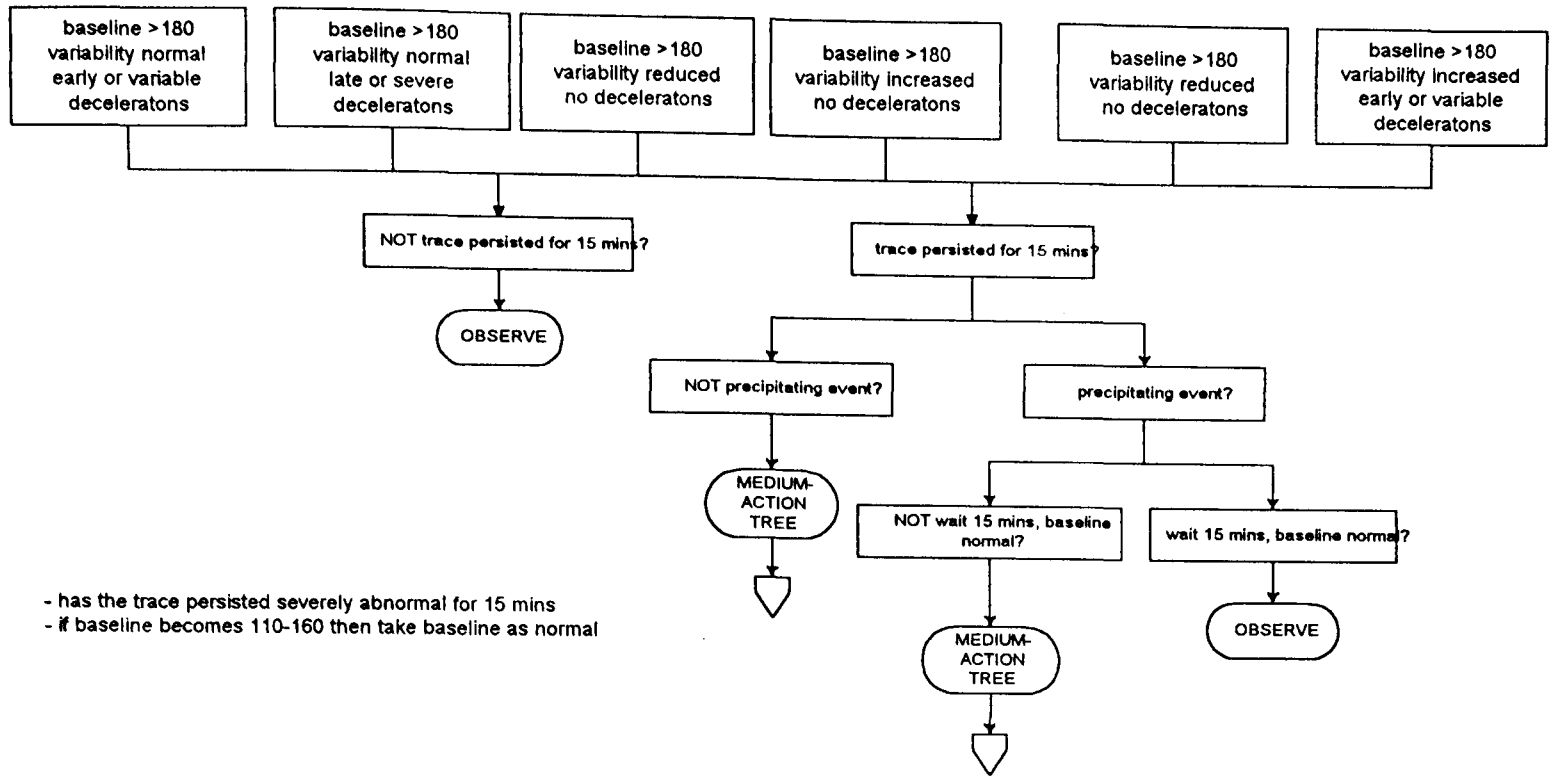 baseline >180
variability normal
early or variable
deceleratons
baseline >180
variability normal
late or severe
deceleratons
baseline >180
variability reduced
no deceleratons
baseline >180
variability increased
no deceleratons
baseline >180
variability reduced
no deceleratons
baseline >180
variability increased
early or variable
deceleratons
NOT trace persisted for 15 mins?
trace persisted for 15 mins?
OBSERVE
NOT precipitating event?
precipitating event?
MEDIUM-
ACTION
TREE
NOT wait 15 mins, baseline
normal?
wait 15 mins, baseline normal?
- has the trace persisted severely abnormal for 15 mins
- if baseline becomes 110-160 then take baseline as normal
MEDIUM-
ACTION
TREE
OBSERVE